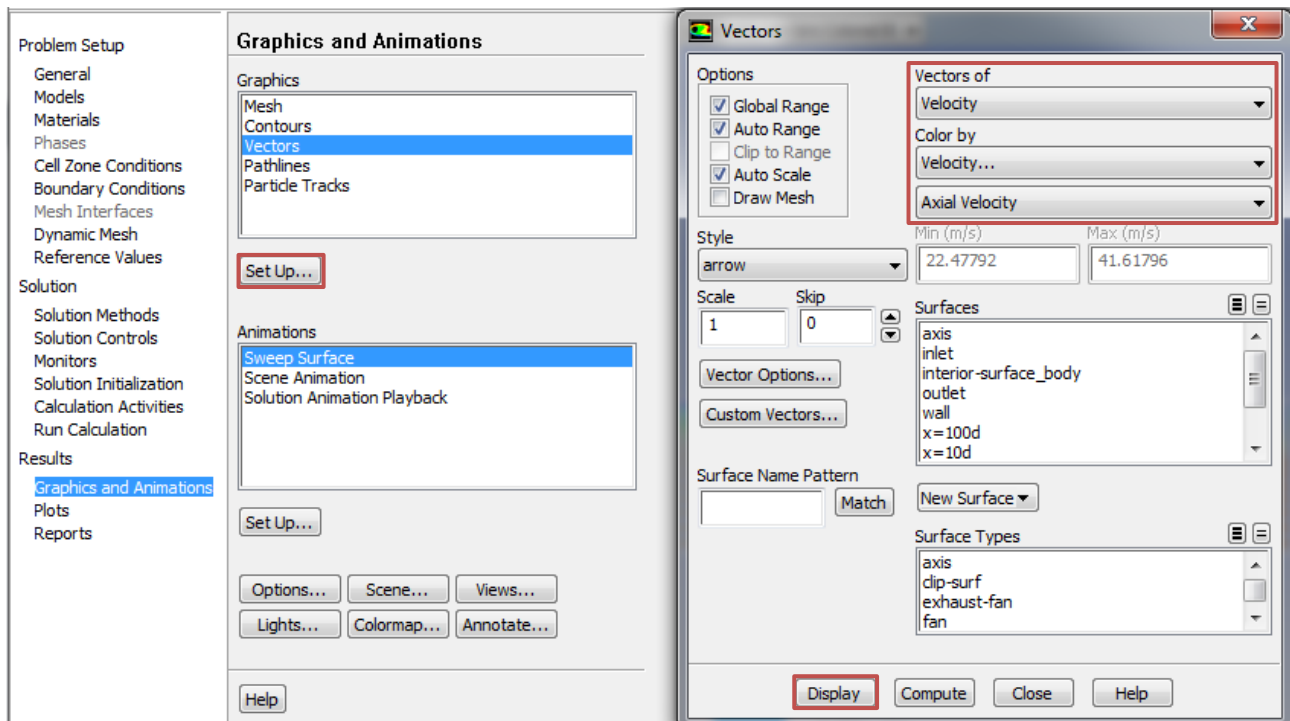 Problem Setup
General
Models
Materials
Phases
Cell Zone Conditions
Boundary Conditions
Mesh Interfaces
Dynamic Mesh
Reference Values
Solution
Solution Methods
Solution Controls
Monitors
Solution Initialization
Calculation Activities
Run Calculation
Results
Graphics and Animations
Plots
Reports
Graphics and Animations
Graphics
Mesh
Contours
Vectors
Pathlines
Particle Tracks
Set Up...
Animations
Sweep Surface
Scene Animation
Solution Animation Playback
Set Up...
Options... Scene... Views...
Lights... Colormap... Annotate...
Help
Vectors
Options
Global Range
Auto Range
Clip to Range
Auto Scale
Draw Mesh
Style
arrow
Scale Skip
1 0
Vector Options...
Custom Vectors...
Surface Name Pattern
Match
Vectors of
Velocity
Color by
Velocity...
Axial Velocity
Min (m/s) Max (m/s)
22.47792 41.61796
Surfaces
axis
inlet
interior-surface_body
outlet
wall
x=100d
x=10d
New Surface
Surface Types
axis
clip-surf
exhaust-fan
fan
Display Compute Close Help